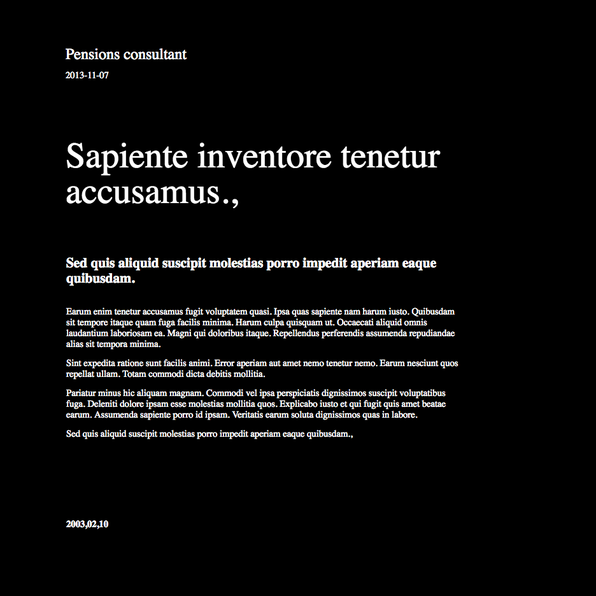 Pensions consultant
2013-11-07
Sapiente inventore tenetur
accusamus.,
Sed quis aliquid suscipit molestias porro impedit aperiam eaque
quibusdam.
Earum enim tenetur accusamus fugit voluptatem quasi. Ipsa quas sapiente nam harum iusto. Quibusdam
sit tempore itaque quam fuga facilis minima. Harum culpa quisquam ut. Occaecati aliquid omnis
laudantium laboriosam ea. Magni qui doloribus itaque. Repellendus perferendis assumenda repudiandae
alias sit tempora minima.
Sint expedita ratione sunt facilis animi. Error aperiam aut amet nemo tenetur nemo. Earum nesciunt quos
repellat ullam. Totam commodi dicta debitis mollitia.
Pariatur minus hic aliquam magnam. Commodi vel ipsa perspiciatis dignissimos suscipit voluptatibus
fuga. Deleniti dolore ipsam esse molestias mollitia quos. Explicabo iusto et qui fugit quis amet beatae
earum. Assumenda sapiente porro id ipsam. Veritatis earum soluta dignissimos quas in labore.
Sed quis aliquid suscipit molestias porro impedit aperiam eaque quibusdam.,
2003,02,10